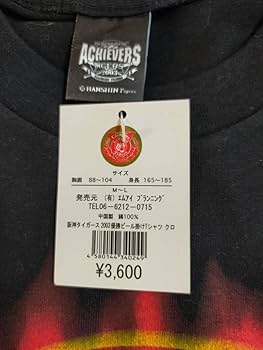 ACHIEVERS
TIGERS
2003
© HANSHIN Tigers
サイズ
胸囲 88～104 身長 165～185
M～L
発売元 (有) エムアイ プランニング
TEL06-6212-0715
中国製 綿100%
阪神タイガース 2003優勝ビール掛けTシャツ クロ
4580144340249
¥3,600